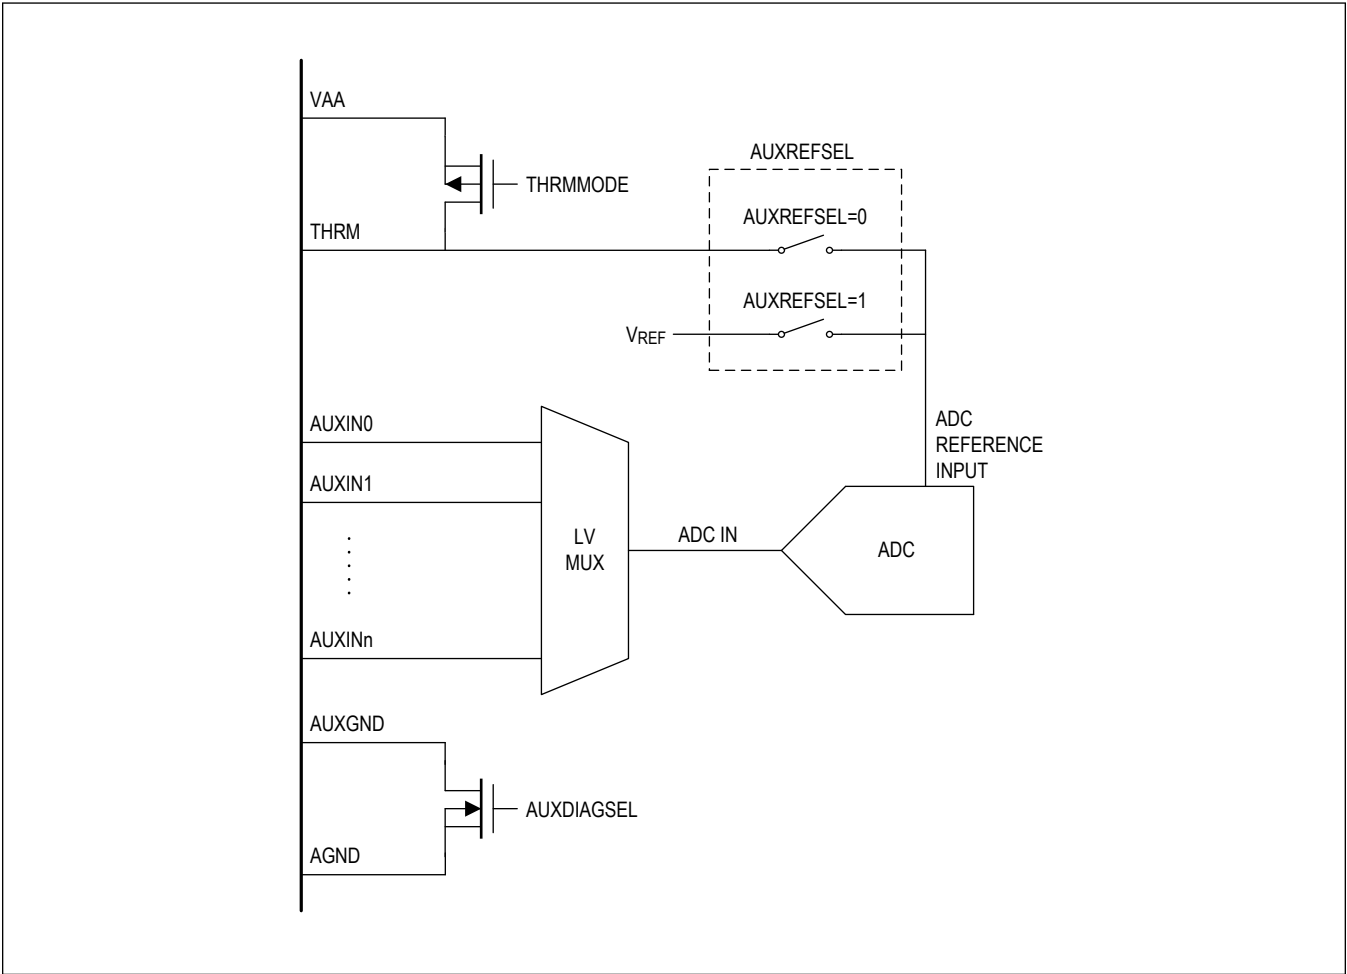 VAA
AUXREFSEL
THRMMODE
AUXREFSEL=0
THRM
AUXREFSEL=1
VREF
AUXIN0
ADC
REFERENCE
INPUT
AUXIN1
LV
MUX
ADC IN
ADC
AUXINn
AUXGND
AUXDIAGSEL
AGND